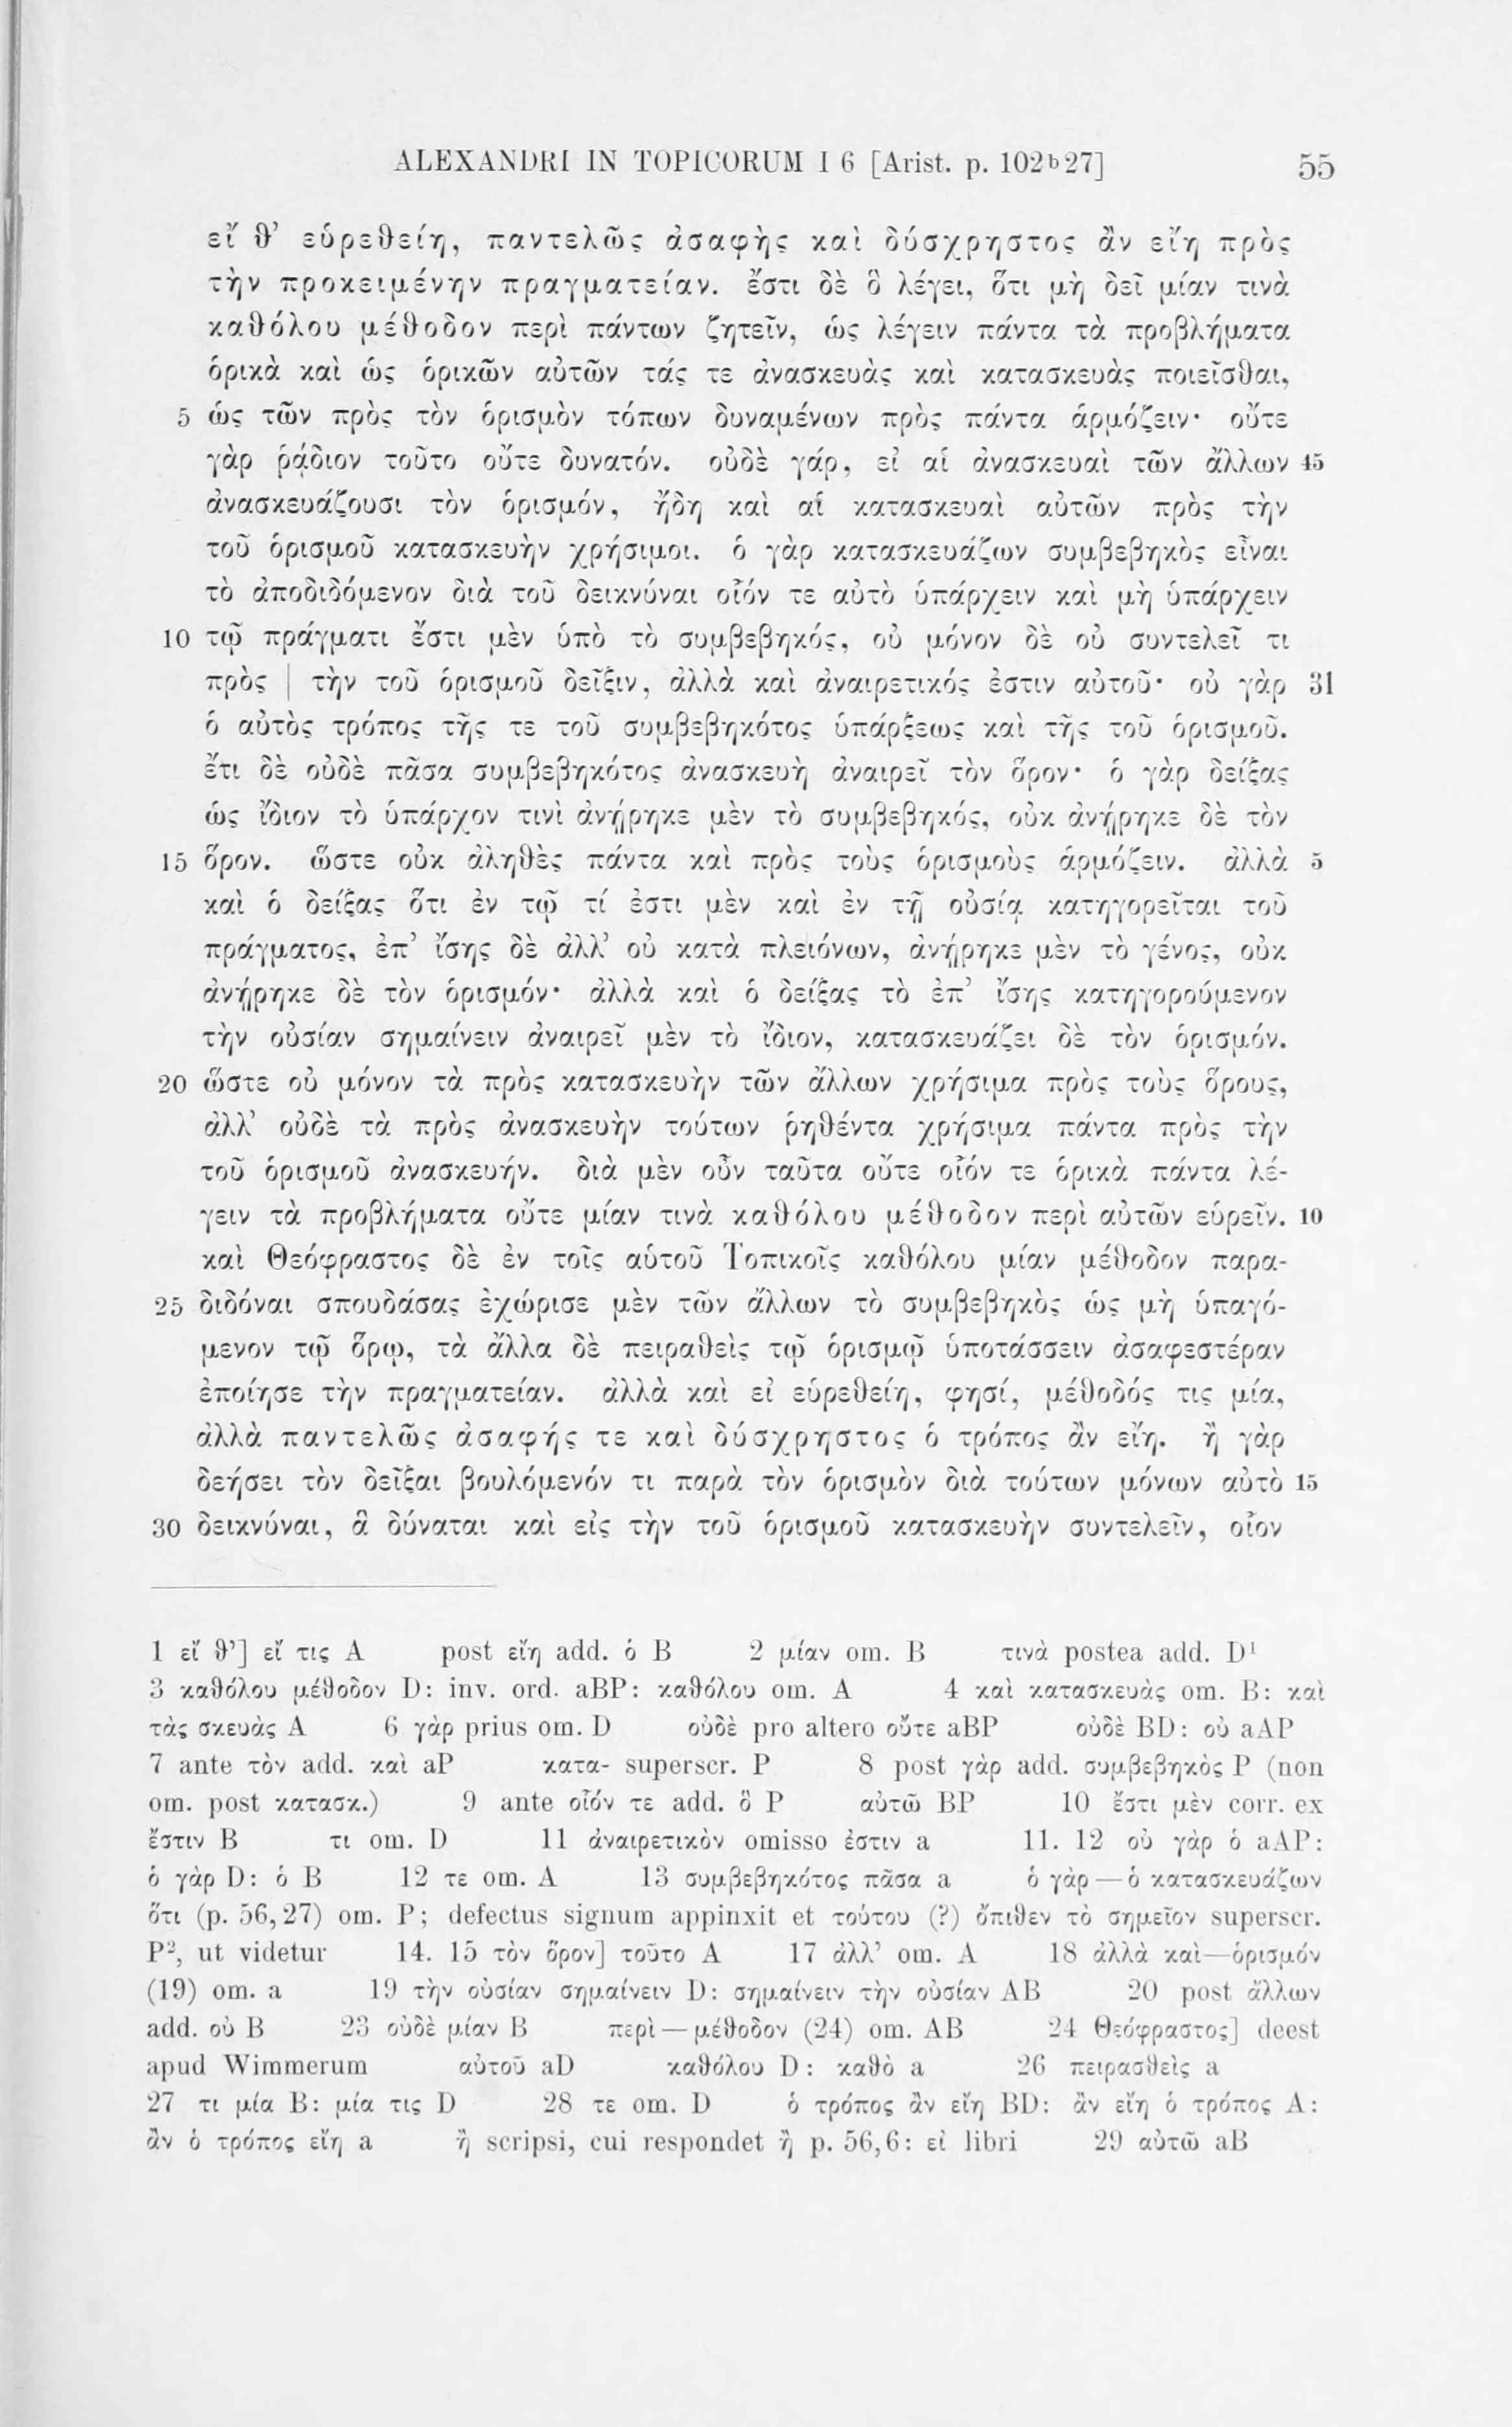 ALEXANDRI IN TOPICORUM I 6 [Arist. p. 102ᵇ27] 55
εἴ θ’ εὑρεθείη, παντελῶς ἀσαφὴς καὶ δύσχρηστος ἂν εἴη πρὸς
τὴν προκειμένην πραγματείαν. ἔστι δὲ ὃ λέγει, ὅτι μὴ δεῖ μίαν τινὰ
καθόλου μέθοδον περὶ πάντων ζητεῖν, ὡς λέγειν πάντα τὰ προβλήματα
ὁρικὰ καὶ ὡς ὁρικῶν αὐτῶν τάς τε ἀνασκευὰς καὶ κατασκευὰς ποιεῖσθαι,
5 ὡς τῶν πρὸς τὸν ὁρισμὸν τόπων δυναμένων πρὸς πάντα ἁρμόζειν· οὔτε
γὰρ ῥᾴδιον τοῦτο οὔτε δυνατόν. οὐδὲ γάρ, εἰ αἱ ἀνασκευαὶ τῶν ἄλλων 45
ἀνασκευάζουσι τὸν ὁρισμόν, ἤδη καὶ αἱ κατασκευαὶ αὐτῶν πρὸς τὴν
τοῦ ὁρισμοῦ κατασκευὴν χρήσιμοι. ὁ γὰρ κατασκευάζων συμβεβηκὸς εἶναι
τὸ ἀποδιδόμενον διὰ τοῦ δεικνύναι οἷόν τε αὐτὸ ὑπάρχειν καὶ μὴ ὑπάρχειν
10 τῷ πράγματι ἔστι μὲν ὑπὸ τὸ συμβεβηκός, οὐ μόνον δὲ οὐ συντελεῖ τι
πρὸς | τὴν τοῦ ὁρισμοῦ δεῖξιν, ἀλλὰ καὶ ἀναιρετικός ἐστιν αὐτοῦ· οὐ γὰρ 31
ὁ αὐτὸς τρόπος τῆς τε τοῦ συμβεβηκότος ὑπάρξεως καὶ τῆς τοῦ ὁρισμοῦ.
ἔτι δὲ οὐδὲ πᾶσα συμβεβηκότος ἀνασκευὴ ἀναιρεῖ τὸν ὅρον· ὁ γὰρ δείξας
ὡς ἴδιον τὸ ὑπάρχον τινὶ ἀνῄρηκε μὲν τὸ συμβεβηκός, οὐκ ἀνῄρηκε δὲ τὸν
15 ὅρον. ὥστε οὐκ ἀληθὲς πάντα καὶ πρὸς τοὺς ὁρισμοὺς ἁρμόζειν. ἀλλὰ 5
καὶ ὁ δείξας ὅτι ἐν τῷ τί ἐστι μὲν καὶ ἐν τῇ οὐσίᾳ κατηγορεῖται τοῦ
πράγματος, ἐπ’ ἴσης δὲ ἀλλ’ οὐ κατὰ πλειόνων, ἀνῄρηκε μὲν τὸ γένος, οὐκ
ἀνῄρηκε δὲ τὸν ὁρισμόν· ἀλλὰ καὶ ὁ δείξας τὸ ἐπ’ ἴσης κατηγορούμενον
τὴν οὐσίαν σημαίνειν ἀναιρεῖ μὲν τὸ ἴδιον, κατασκευάζει δὲ τὸν ὁρισμόν.
20 ὥστε οὐ μόνον τὰ πρὸς κατασκευὴν τῶν ἄλλων χρήσιμα πρὸς τοὺς ὅρους,
ἀλλ’ οὐδὲ τὰ πρὸς ἀνασκευὴν τούτων ῥηθέντα χρήσιμα πάντα πρὸς τὴν
τοῦ ὁρισμοῦ ἀνασκευήν. διὰ μὲν οὖν ταῦτα οὔτε οἷόν τε ὁρικὰ πάντα λέ-
γειν τὰ προβλήματα οὔτε μίαν τινὰ καθόλου μέθοδον περὶ αὐτῶν εὑρεῖν. 10
καὶ Θεόφραστος δὲ ἐν τοῖς αὑτοῦ Τοπικοῖς καθόλου μίαν μέθοδον παρα-
25 διδόναι σπουδάσας ἐχώρισε μὲν τῶν ἄλλων τὸ συμβεβηκὸς ὡς μὴ ὑπαγό-
μενον τῷ ὅρῳ, τὰ ἄλλα δὲ πειραθεὶς τῷ ὁρισμῷ ὑποτάσσειν ἀσαφεστέραν
ἐποίησε τὴν πραγματείαν. ἀλλὰ καὶ εἰ εὑρεθείη, φησί, μέθοδός τις μία,
ἀλλὰ παντελῶς ἀσαφής τε καὶ δύσχρηστος ὁ τρόπος ἂν εἴη. ἢ γὰρ
δεήσει τὸν δεῖξαι βουλόμενόν τι παρὰ τὸν ὁρισμὸν διὰ τούτων μόνων αὐτὸ 15
30 δεικνύναι, ἃ δύναται καὶ εἰς τὴν τοῦ ὁρισμοῦ κατασκευὴν συντελεῖν, οἷον
1 εἴ θ’] εἴ τις A post εἴη add. ὁ B 2 μίαν om. B τινὰ postea add. D¹
3 καθόλου μέθοδον D: inv. ord. aBP: καθόλου om. A 4 καὶ κατασκευὰς om. B: καὶ
τὰς σκευὰς A 6 γὰρ prius om. D οὐδὲ pro altero οὔτε aBP οὐδὲ BD: οὐ aAP
7 ante τὸν add. καὶ aP κατα- superscr. P 8 post γὰρ add. συμβεβηκὸς P (non
om. post κατασκ.) 9 ante οἷόν τε add. ὃ P αὐτῶ BP 10 ἔστι μὲν corr. ex
ἔστιν B τι om. D 11 ἀναιρετικὸν omisso ἐστιν a 11. 12 οὐ γὰρ ὁ aAP:
ὁ γὰρ D: ὁ B 12 τε om. A 13 συμβεβηκότος πᾶσα a ὁ γὰρ — ὁ κατασκευάζων
ὅτι (p. 56,27) om. P; defectus signum appinxit et τούτου (?) ὄπιθεν τὸ σημεῖον superscr.
P², ut videtur 14. 15 τὸν ὅρον] τοῦτο A 17 ἀλλ’ om. A 18 ἀλλὰ καὶ—ὁρισμόν
(19) om. a 19 τὴν οὐσίαν σημαίνειν D: σημαίνειν τὴν οὐσίαν AB 20 post ἄλλων
add. οὐ B 23 οὐδὲ μίαν B περὶ — μέθοδον (24) om. AB 24 Θεόφραστος] deest
apud Wimmerum αὐτοῦ aD καθόλου D: καθὸ a 26 πειρασθεὶς a
27 τι μία B: μία τις D 28 τε om. D ὁ τρόπος ἂν εἴη BD: ἂν εἴη ὁ τρόπος A:
ἂν ὁ τρόπος εἴη a ἢ scripsi, cui respondet ἢ p. 56,6: εἰ libri 29 αὐτῶ aB